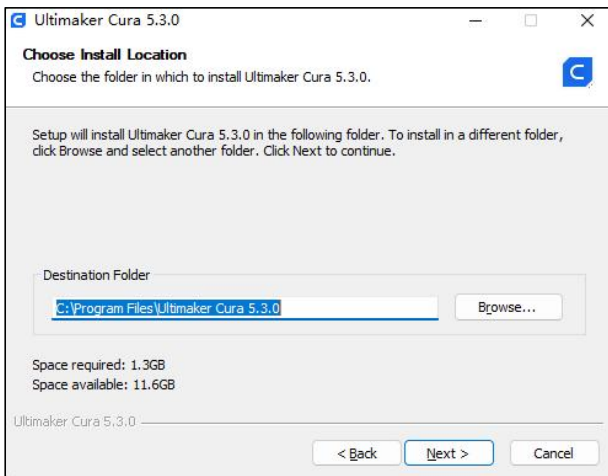 Ultimaker Cura 5.3.0
Choose Install Location
Choose the folder in which to install Ultimaker Cura 5.3.0.
Setup will install Ultimaker Cura 5.3.0 in the following folder. To install in a different folder,
click Browse and select another folder. Click Next to continue.
Destination Folder
C:\Program Files\Ultimaker Cura 5.3.0
Browse...
Space required: 1.3GB
Space available: 11.6GB
Ultimaker Cura 5.3.0
< Back Next > Cancel